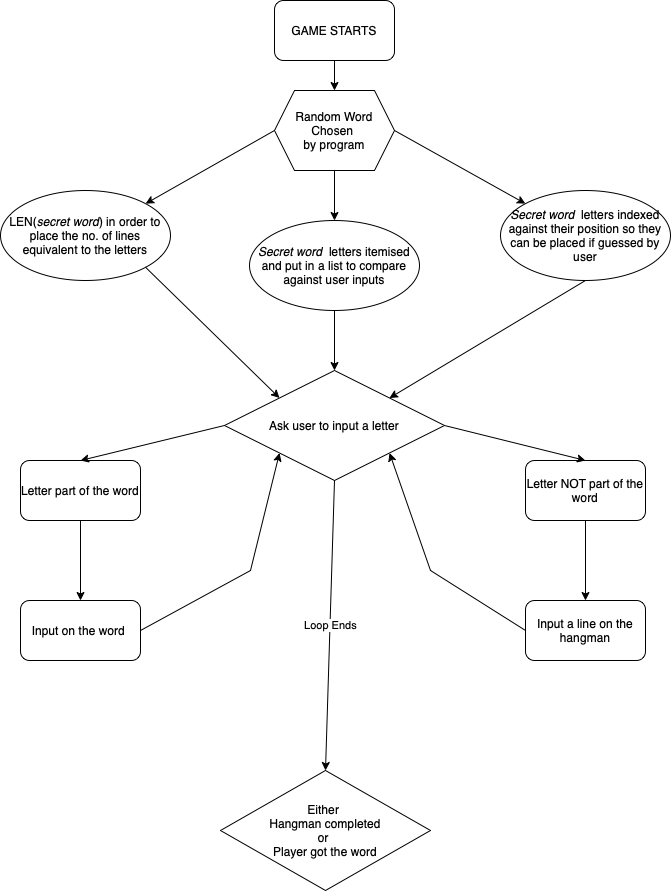 GAME STARTS
Random Word
Chosen
by program
LEN(secret word) in order to
place the no. of lines
equivalent to the letters
Secret word letters itemised
and put in a list to compare
against user inputs
Secret word letters indexed
against their position so they
can be placed if guessed by
user
Ask user to input a letter
Letter part of the word
Letter NOT part of the
word
Input on the word
Input a line on the
hangman
Loop Ends
Either
Hangman completed
or
Player got the word